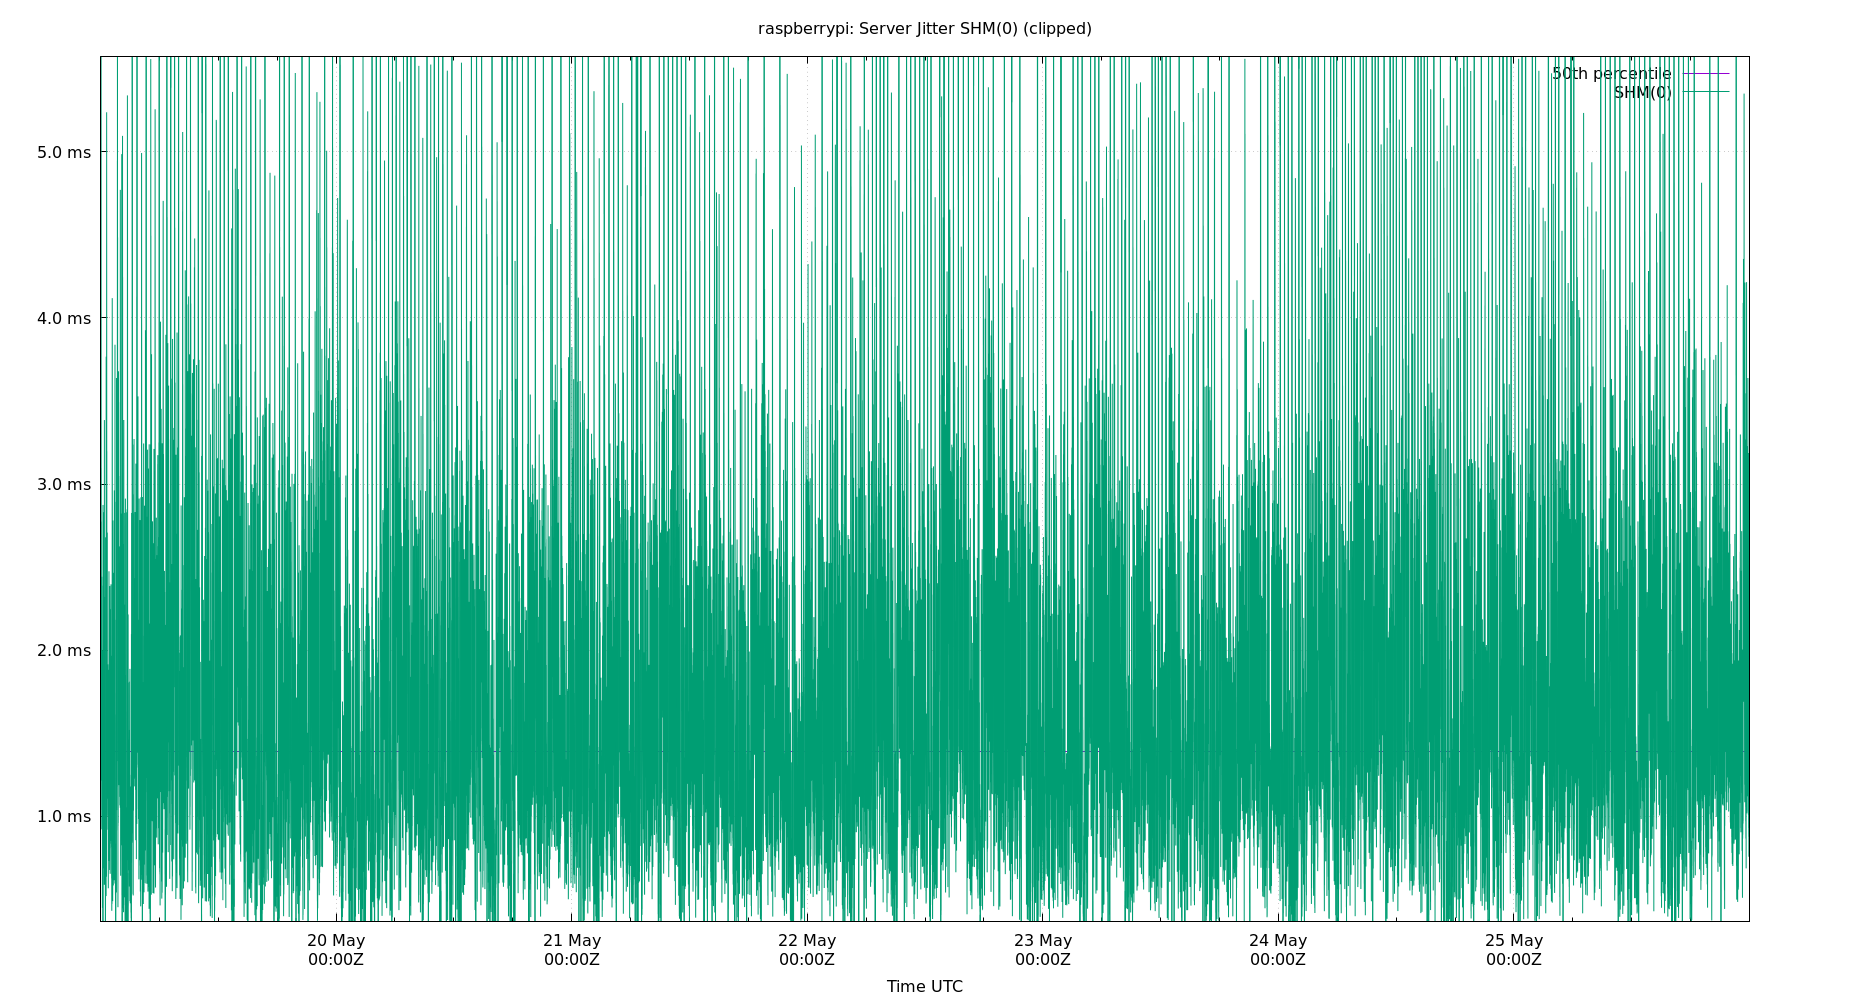 raspberrypi: Server Jitter SHM(0) (clipped)
50th percentile
SHM(0)
5.0 ms
4.0 ms
3.0 ms
2.0 ms
1.0 ms
20 May
00:00Z
21 May
00:00Z
22 May
00:00Z
23 May
00:00Z
24 May
00:00Z
25 May
00:00Z
Time UTC